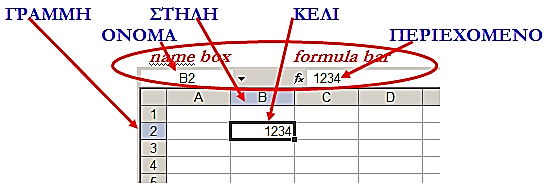 ΓΡΑΜΜΗ ΣΤΗΛΗ ΚΕΛΙ
ΟΝΟΜΑ ΠΕΡΙΕΧΟΜΕΝΟ
name box formula bar
B2 fx 1234
A B C D
1
2 1234
3
4
5